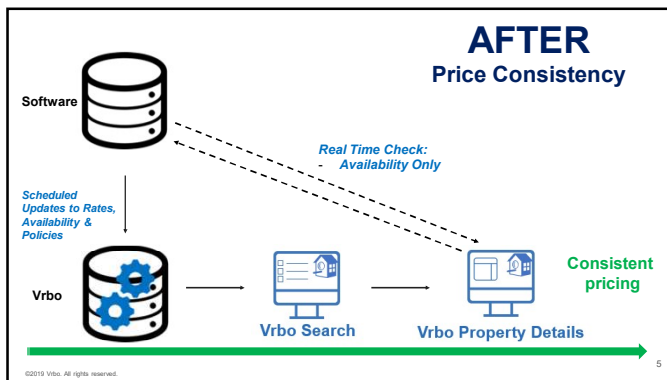 AFTER
Price Consistency
Software
Real Time Check:
- Availability Only
Scheduled
Updates to Rates,
Availability &
Policies
Vrbo
Vrbo Search
Vrbo Property Details
Consistent
pricing
©2019 Vrbo. All rights reserved.
5